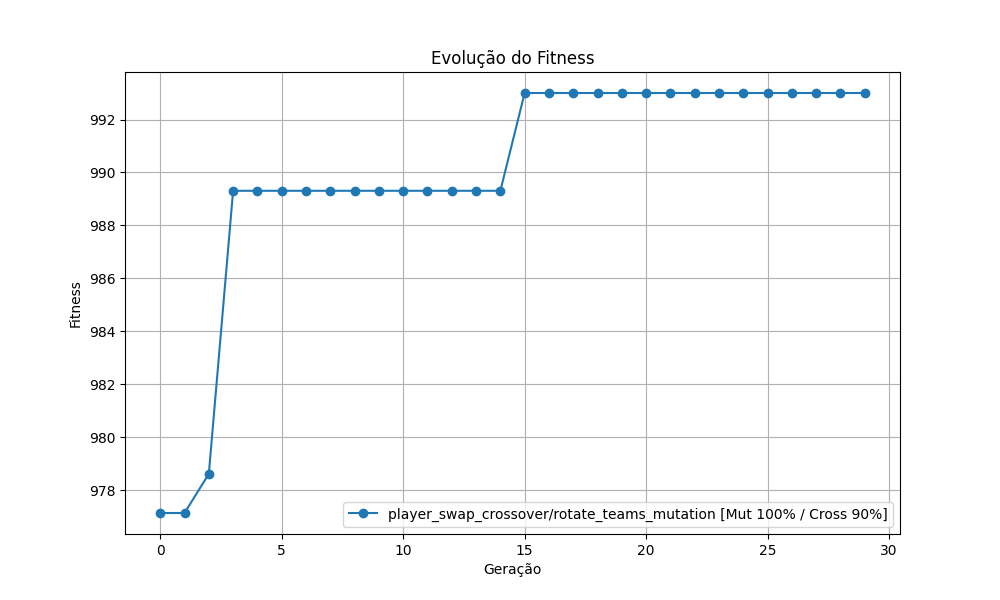 Evolução do Fitness
Fitness
992
990
988
986
984
982
980
978
player_swap_crossover/rotate_teams_mutation [Mut 100% / Cross 90%]
0 5 10 15 20 25 30
Geração